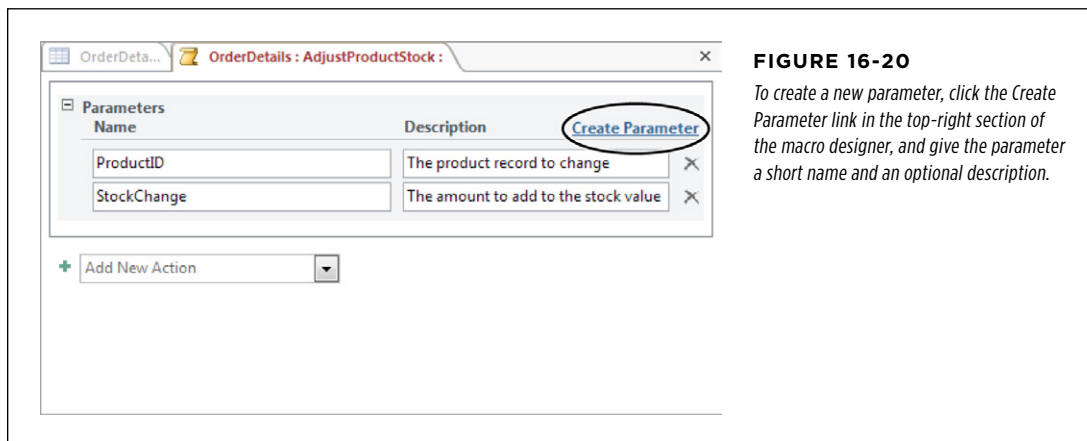 OrderDeta...
OrderDetails : AdjustProductStock :
Parameters
Name Description Create Parameter
ProductID The product record to change
StockChange The amount to add to the stock value
Add New Action
FIGURE 16-20
To create a new parameter, click the Create
Parameter link in the top-right section of
the macro designer, and give the parameter
a short name and an optional description.